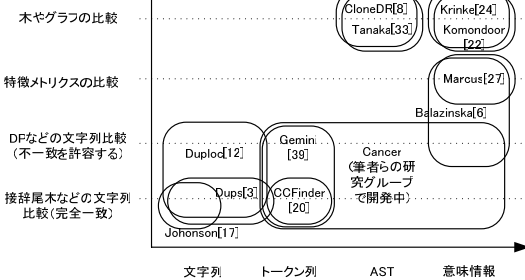 木やグラフの比較
CloneDR[8]
Tanaka[33]
Krinke[24]
Komondoor
[22]
特徴メトリクスの比較
Marcus[27]
Balazinska[6]
DPなどの文字列比較
(不一致を許容する)
Duploc[12]
Gemini
[39]
Cancer
(筆者らの研
究グループ
で開発中)
接辞尾木などの文字列
比較(完全一致)
Dups[3]
CCFinder
[20]
Johonson[17]
文字列
トークン列
AST
意味情報